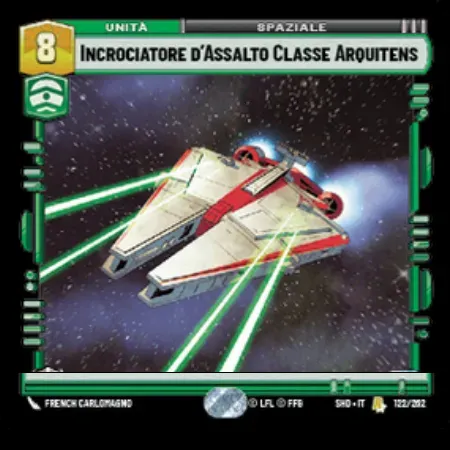 UNITÀ
SPAZIALE
8
INCROCIATORE D'ASSALTO CLASSE ARQUITENS
FRENCH CARLOMAGNO
© LFL © FFG
SHD • IT
122/262